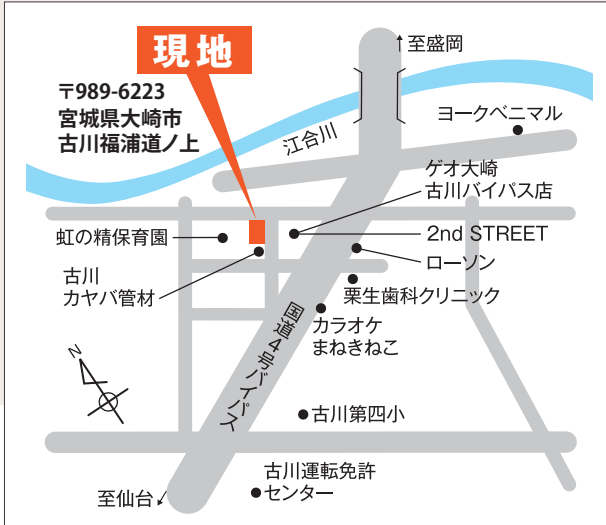 現地
↑至盛岡
〒989-6223
宮城県大崎市
古川福浦道ノ上
ヨークベニマル
江合川
ゲオ大崎
古川バイパス店
虹の精保育園
2nd STREET
ローソン
古川
カヤバ管材
栗生歯科クリニック
国道4号バイパス
カラオケ
まねきねこ
N
古川第四小
古川運転免許
センター
至仙台↙